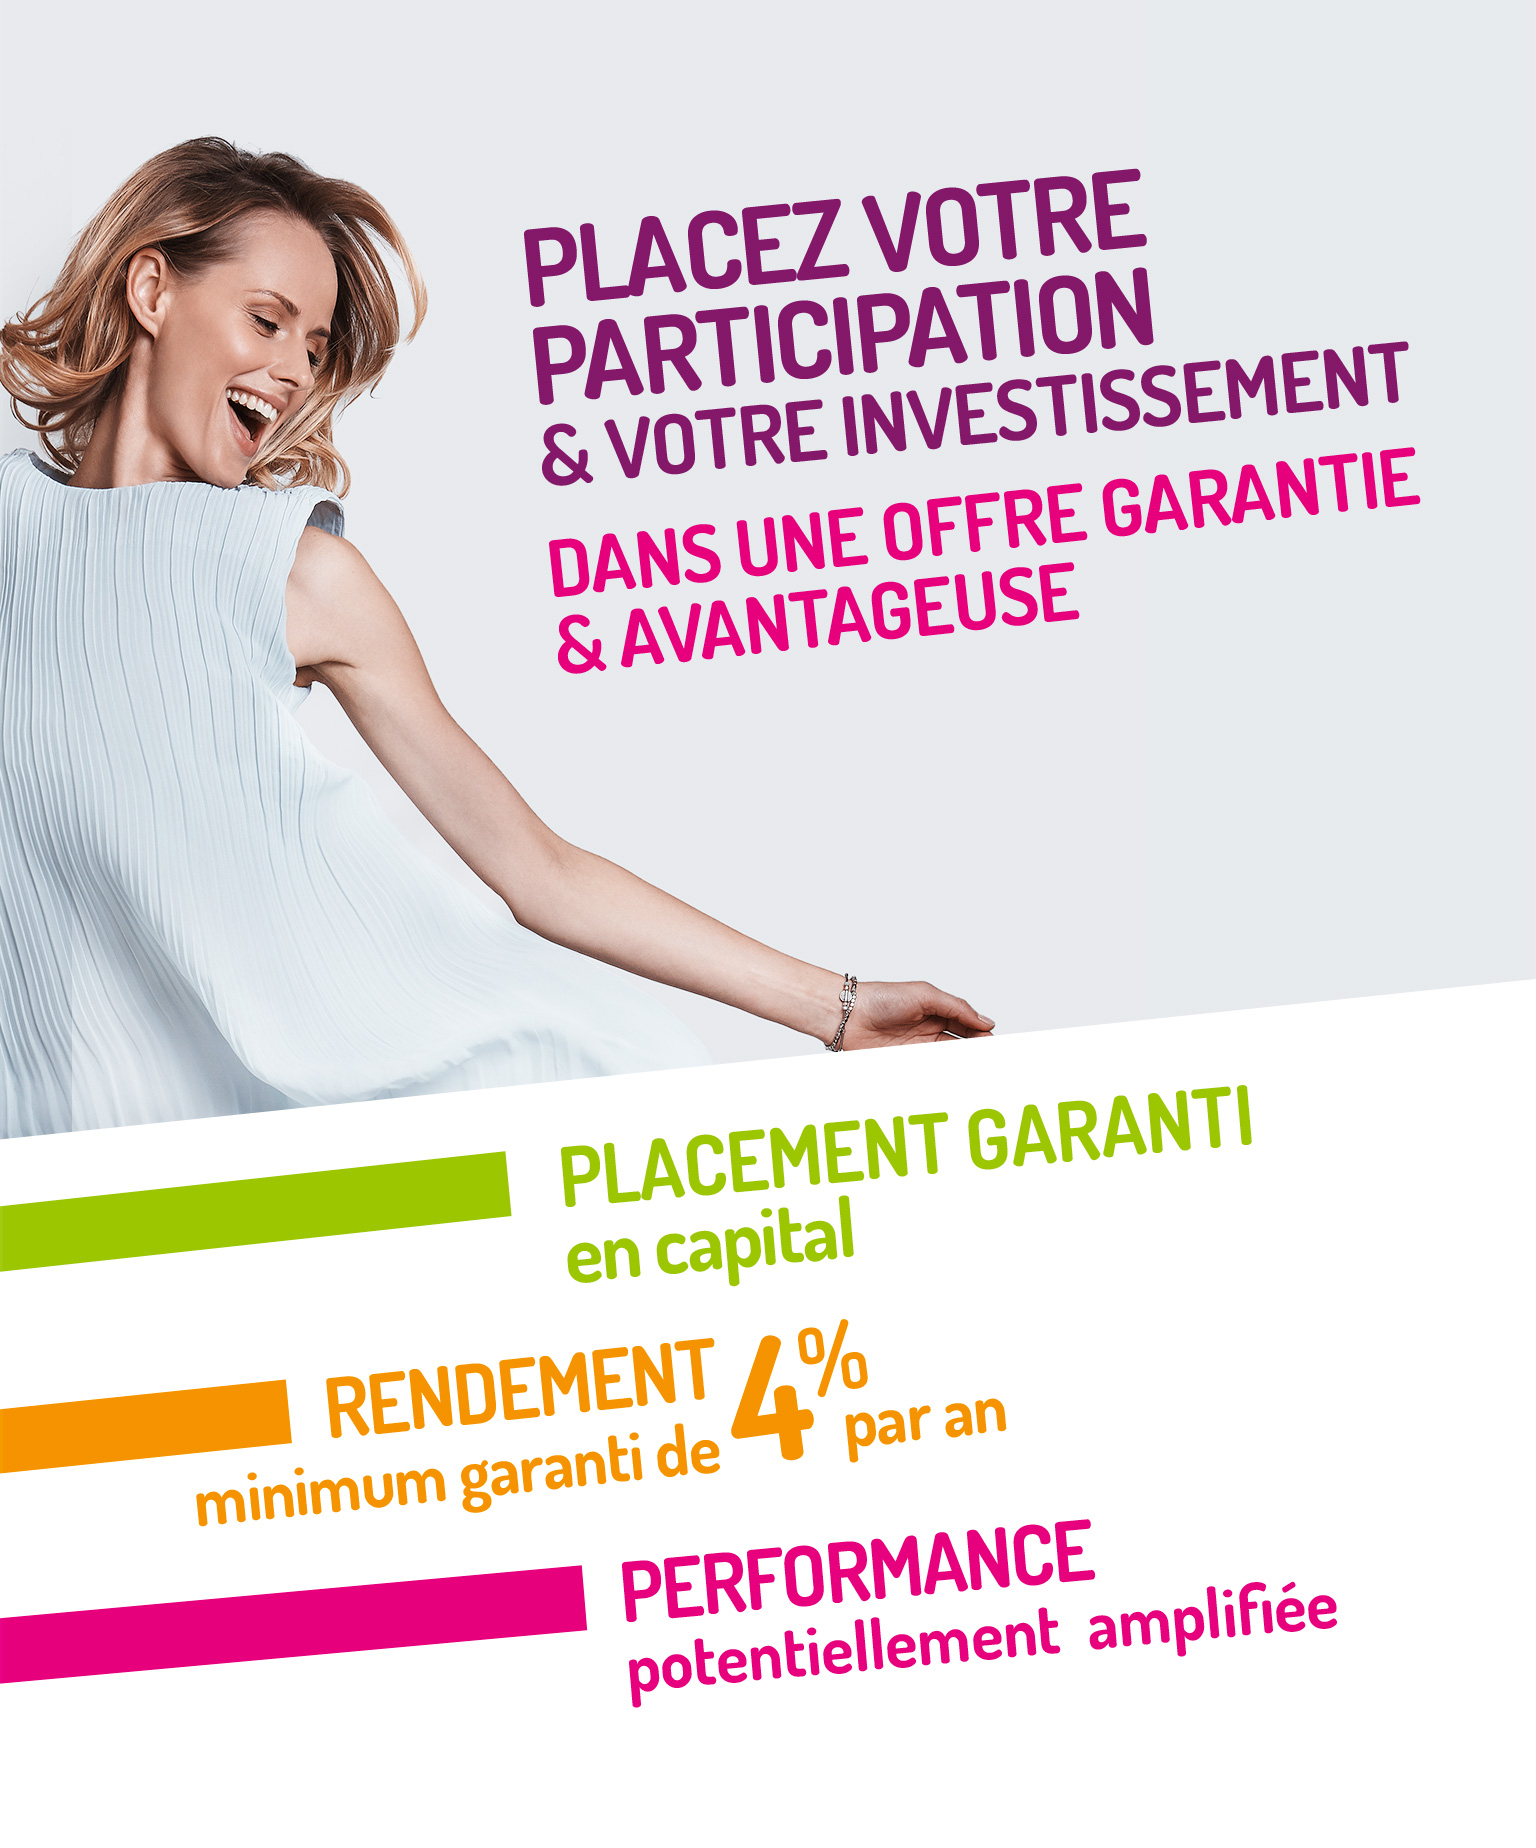 PLACEZ VOTRE
PARTICIPATION
& VOTRE INVESTISSEMENT
DANS UNE OFFRE GARANTIE
& AVANTAGEUSE
PLACEMENT GARANTI
en capital
RENDEMENT 4%
minimum garanti de par an
PERFORMANCE
potentiellement amplifiée